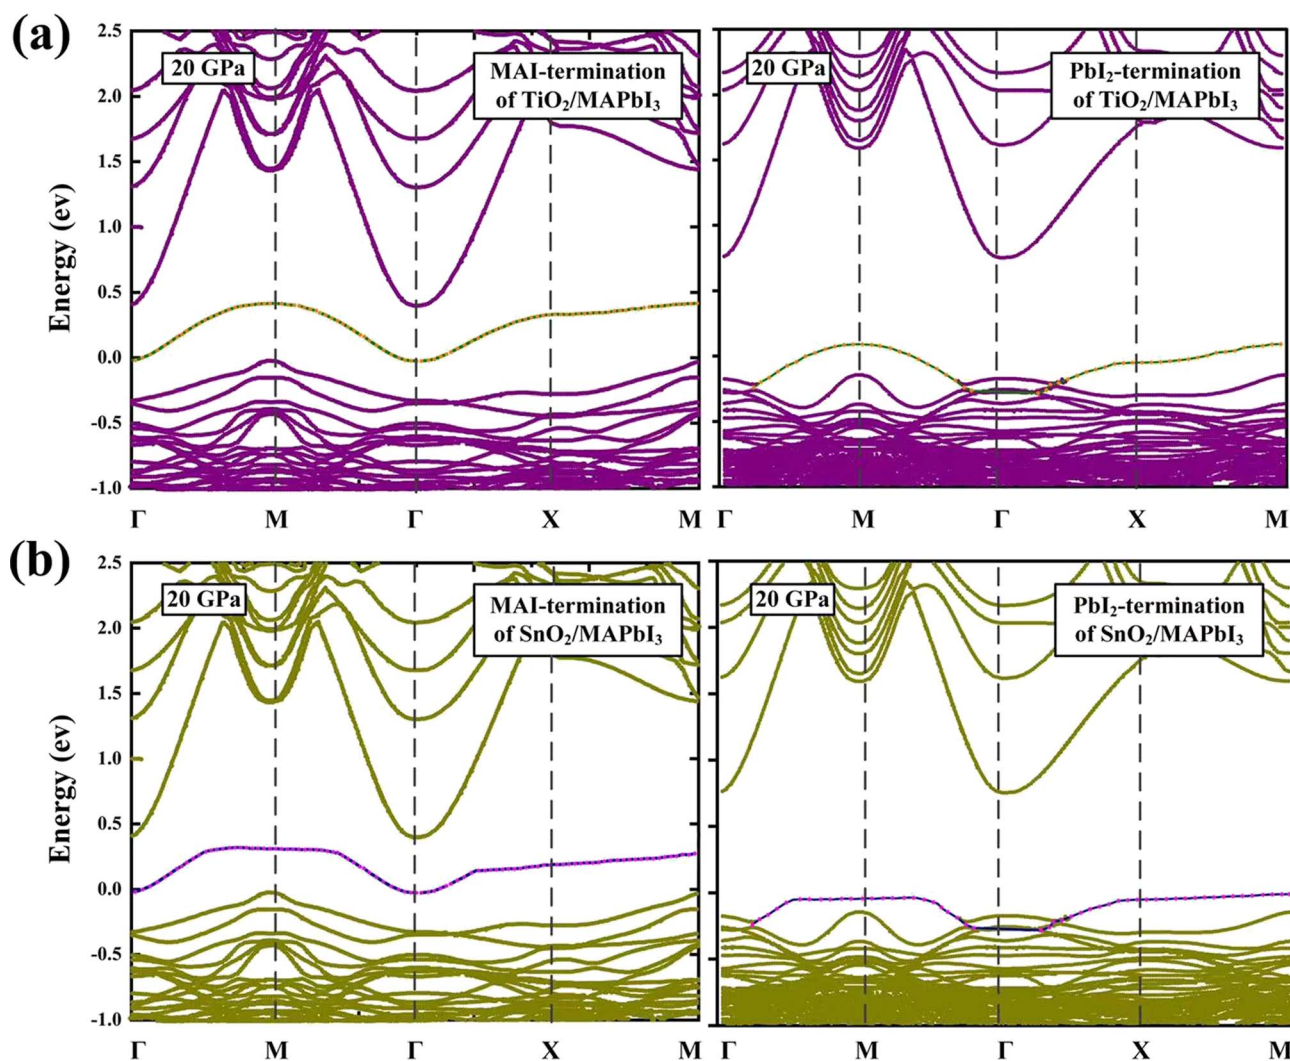 (a)
2.5
2.0
1.5
1.0
0.5
0.0
-0.5
-1.0
Energy (ev)
20 GPa
MAI-termination
of TiO₂/MAPbI₃
20 GPa
PbI₂-termination
of TiO₂/MAPbI₃
Γ M Γ X M
Γ M Γ X M
(b)
2.5
2.0
1.5
1.0
0.5
0.0
-0.5
-1.0
Energy (ev)
20 GPa
MAI-termination
of SnO₂/MAPbI₃
20 GPa
PbI₂-termination
of SnO₂/MAPbI₃
Γ M Γ X M
Γ M Γ X M